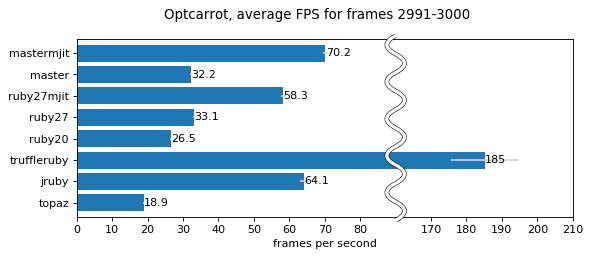 Optcarrot, average FPS for frames 2991-3000
mastermjit 70.2
master 32.2
ruby27mjit 58.3
ruby27 33.1
ruby20 26.5
truffleruby 185
jruby 64.1
topaz 18.9
0 10 20 30 40 50 60 70 80 170 180 190 200 210
frames per second